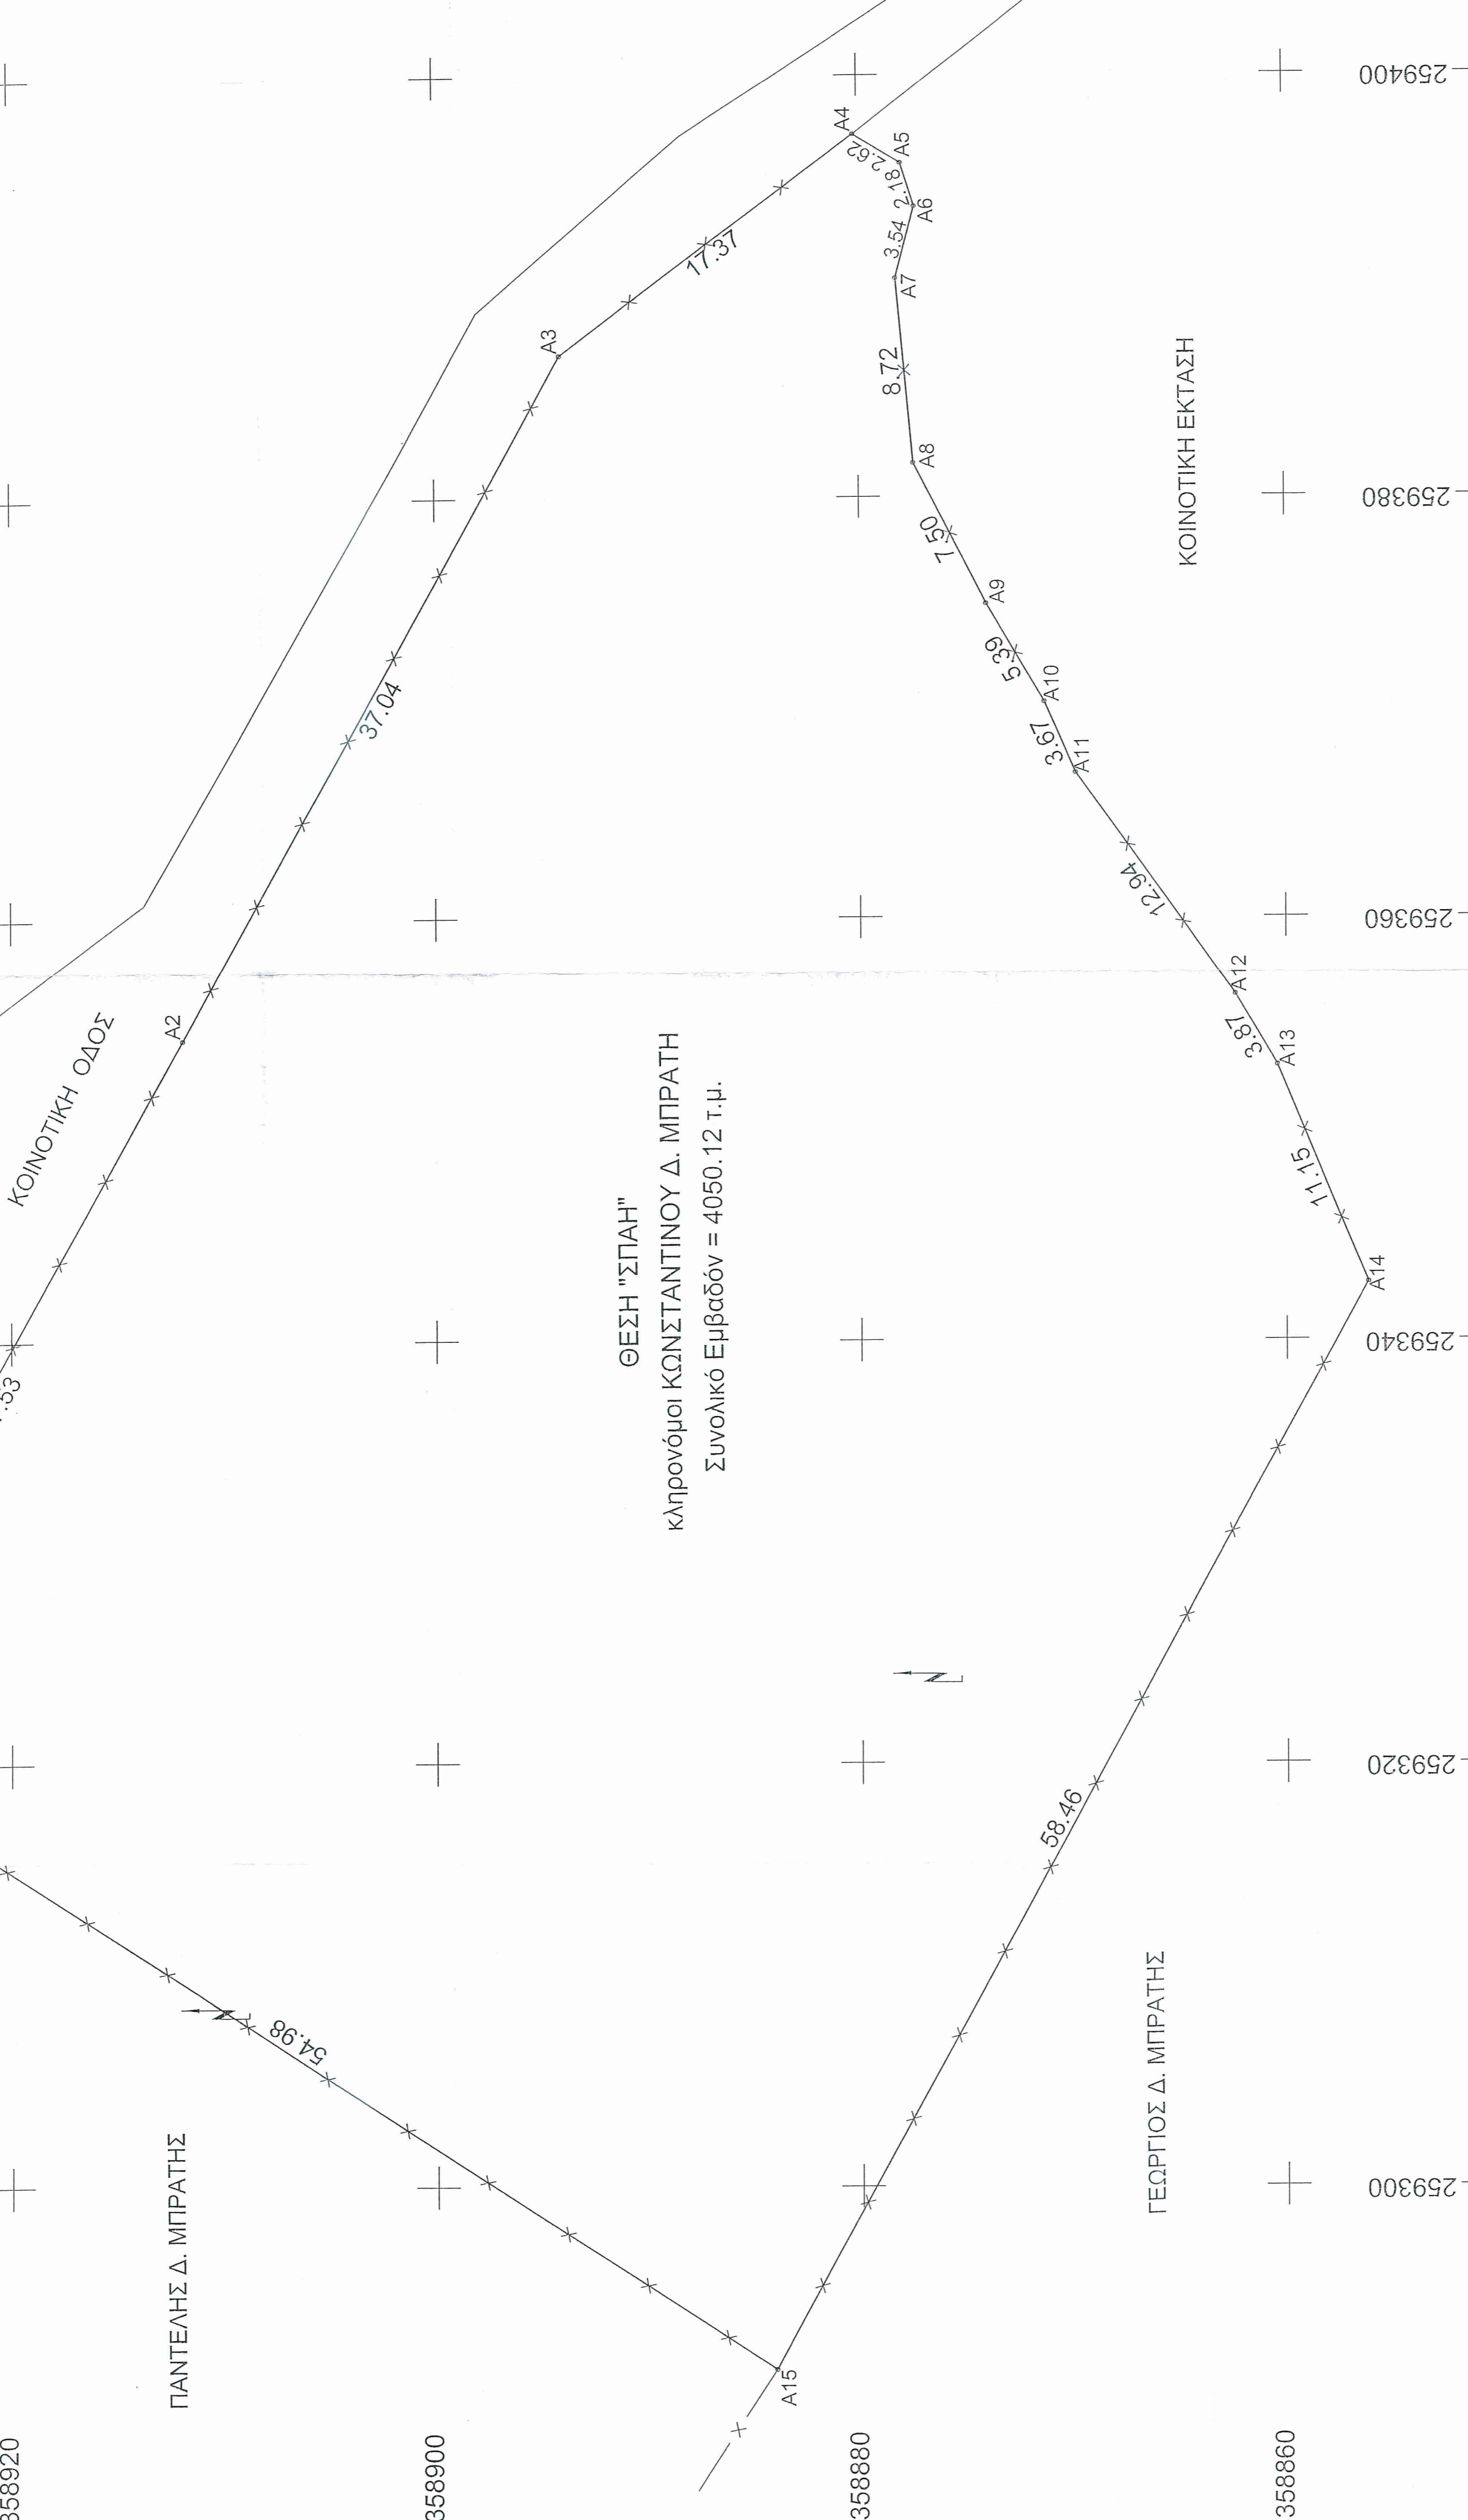 ΚΟΙΝΟΤΙΚΗ ΟΔΟΣ
A2
A3
A4
A5
A6
A7
A8
A9
A10
A11
A12
A13
A14
A15
37.04
17.37
2.62
2.18
3.54
8.72
7.50
5.39
3.67
12.94
3.87
11.15
58.46
54.98
ΘΕΣΗ "ΣΠΑΗ"
κληρονόμοι ΚΩΝΣΤΑΝΤΙΝΟΥ Δ. ΜΠΡΑΤΗ
Συνολικό Εμβαδόν = 4050.12 τ.μ.
ΚΟΙΝΟΤΙΚΗ ΕΚΤΑΣΗ
ΠΑΝΤΕΛΗΣ Δ. ΜΠΡΑΤΗΣ
ΓΕΩΡΓΙΟΣ Δ. ΜΠΡΑΤΗΣ
259400
259380
259360
259340
259320
259300
358920
358900
358880
358860